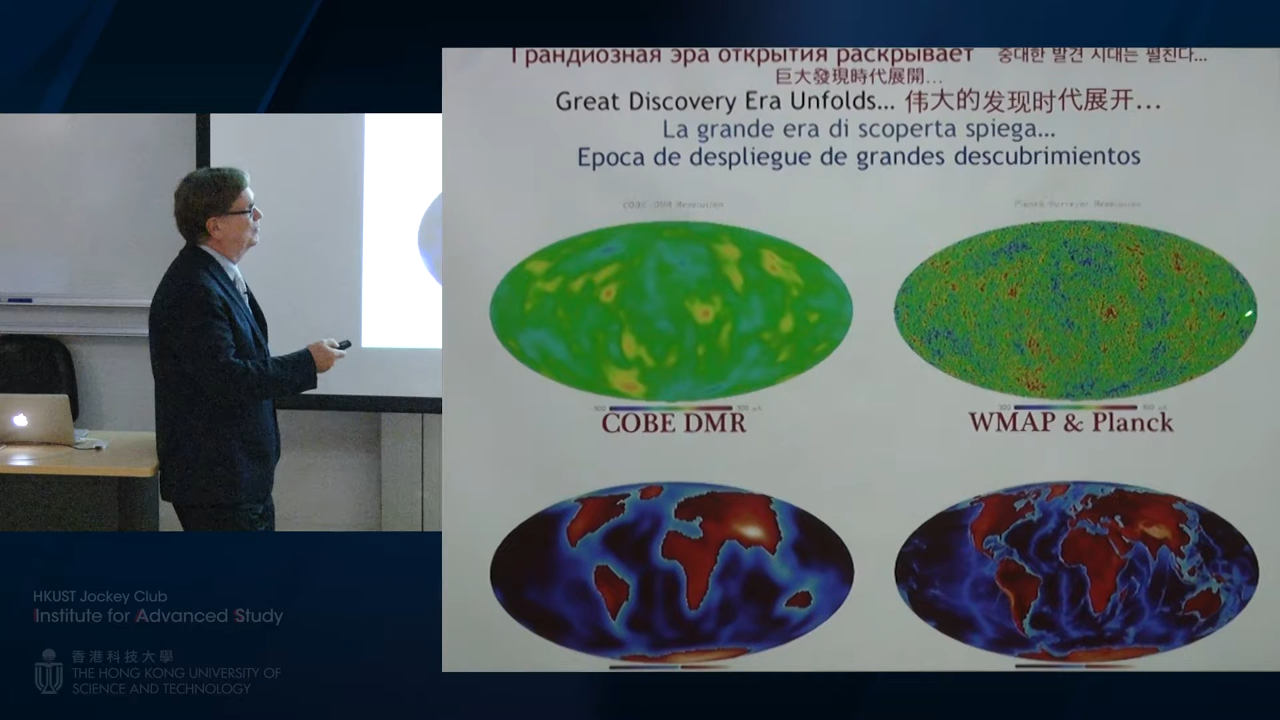 Грандиозная эра открытия раскрывает 중대한 발견 시대는 펼친다...
巨大發現時代展開...
Great Discovery Era Unfolds... 伟大的发现时代展开...
La grande era di scoperta spiega...
Epoca de despliegue de grandes descubrimientos
COBE DMR
WMAP & Planck
HKUST Jockey Club
Institute for Advanced Study
香港科技大學
THE HONG KONG UNIVERSITY OF
SCIENCE AND TECHNOLOGY